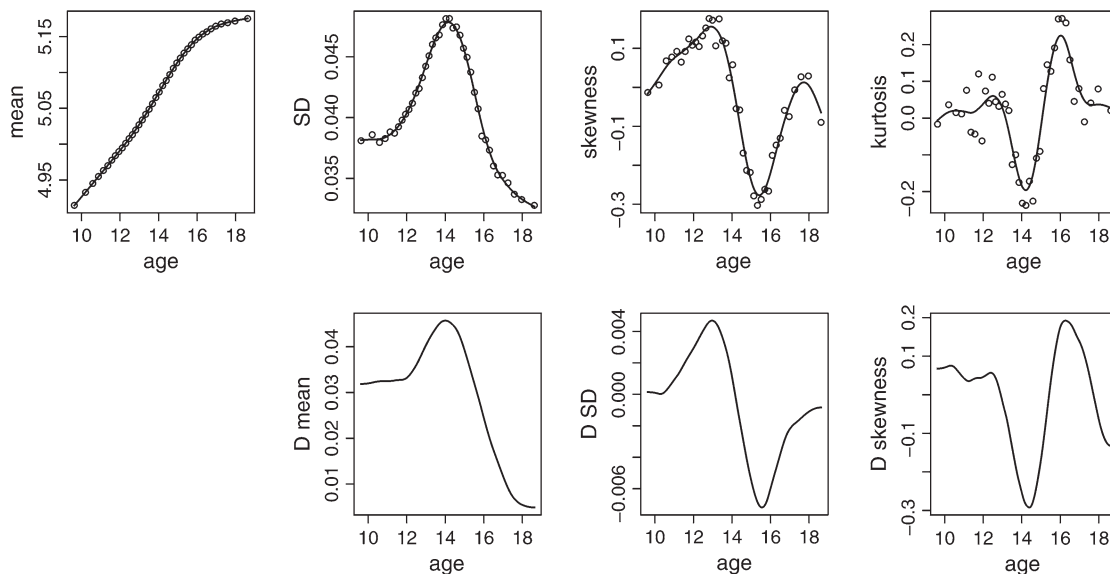 mean
4.95 5.05 5.15
10 12 14 16 18
age
SD
0.035 0.040 0.045
10 12 14 16 18
age
skewness
−0.3 −0.1 0.1
10 12 14 16 18
age
kurtosis
−0.2 0.0 0.1 0.2
10 12 14 16 18
age
D mean
0.01 0.02 0.03 0.04
10 12 14 16 18
age
D SD
−0.006 0.000 0.004
10 12 14 16 18
age
D skewness
−0.3 −0.1 0.1 0.2
10 12 14 16 18
age